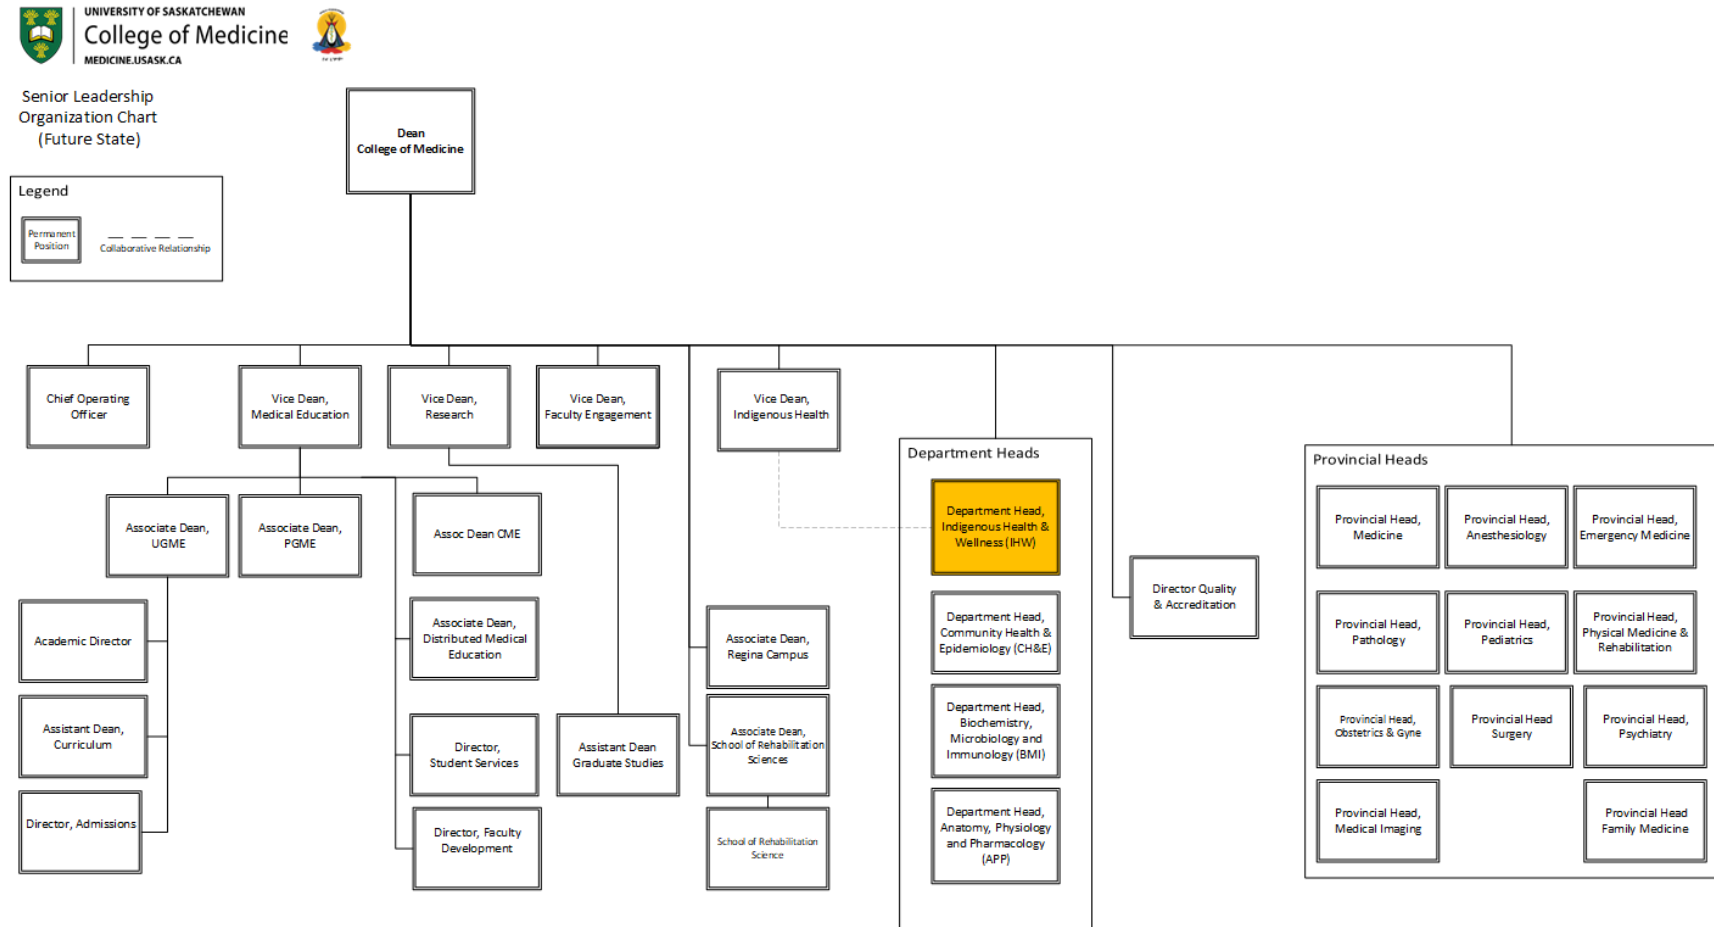 UNIVERSITY OF SASKATCHEWAN
College of Medicine
MEDICINE.USASK.CA
Senior Leadership
Organization Chart
(Future State)
Legend
Permanent
Position
Collaborative Relationship
Dean
College of Medicine
Chief Operating
Officer
Vice Dean,
Medical Education
Vice Dean,
Research
Vice Dean,
Faculty Engagement
Vice Dean,
Indigenous Health
Associate Dean,
UGME
Associate Dean,
PGME
Assoc Dean CME
Academic Director
Assistant Dean,
Curriculum
Director, Admissions
Associate Dean,
Distributed Medical
Education
Director,
Student Services
Director, Faculty
Development
Assistant Dean
Graduate Studies
Associate Dean,
Regina Campus
Associate Dean,
School of Rehabilitation
Sciences
School of Rehabilitation
Science
Department Heads
Department Head,
Indigenous Health &
Wellness (IHW)
Department Head,
Community Health &
Epidemiology (CH&E)
Department Head,
Biochemistry,
Microbiology and
Immunology (BMI)
Department Head,
Anatomy, Physiology
and Pharmacology
(APP)
Director Quality
& Accreditation
Provincial Heads
Provincial Head,
Medicine
Provincial Head,
Anesthesiology
Provincial Head,
Emergency Medicine
Provincial Head,
Pathology
Provincial Head,
Pediatrics
Provincial Head,
Physical Medicine &
Rehabilitation
Provincial Head,
Obstetrics & Gyne
Provincial Head
Surgery
Provincial Head,
Psychiatry
Provincial Head,
Medical Imaging
Provincial Head
Family Medicine